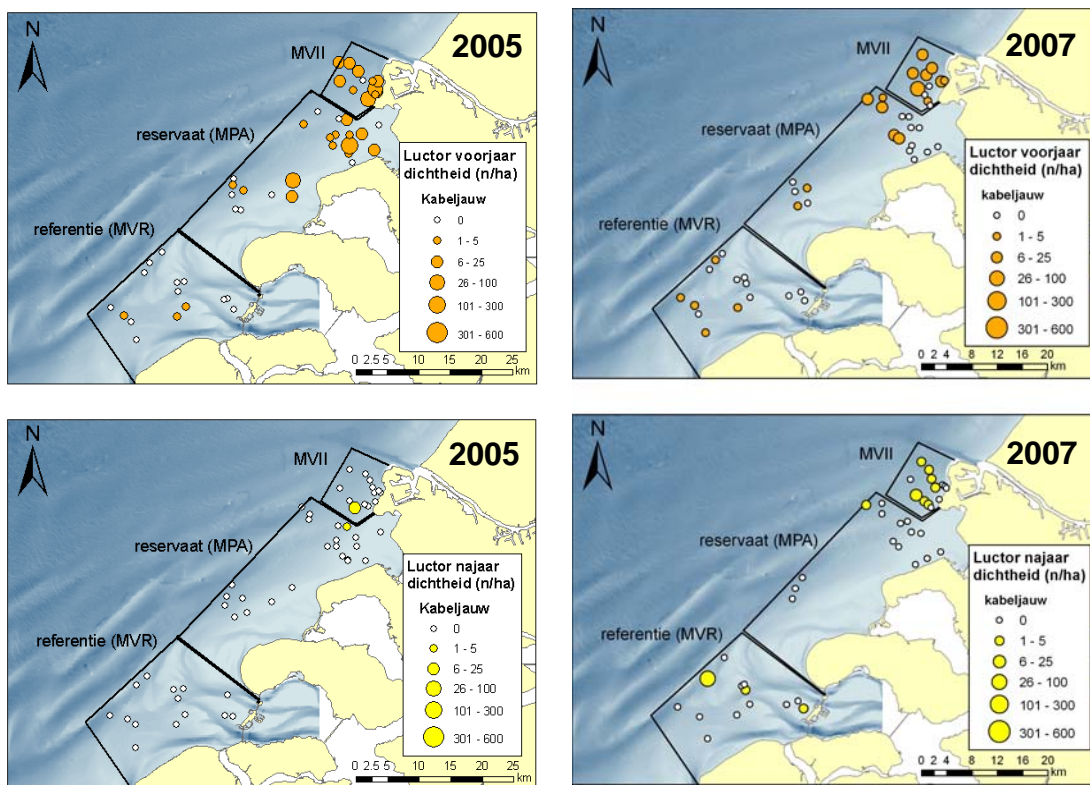 N
2005
MVII
reservaat (MPA)
referentie (MVR)
Luctor voorjaar
dichtheid (n/ha)
Kabeljauw
0
1 - 5
6 - 25
26 - 100
101 - 300
301 - 600
0 2.5 5 10 15 20 25
km
N
2007
MVII
reservaat (MPA)
referentie (MVR)
Luctor voorjaar
dichtheid (n/ha)
kabeljauw
0
1 - 5
6 - 25
26 - 100
101 - 300
301 - 600
0 2 4 8 12 16 20
km
N
2005
MVII
reservaat (MPA)
referentie (MVR)
Luctor najaar
dichtheid (n/ha)
Kabeljauw
0
1 - 5
6 - 25
26 - 100
101 - 300
301 - 600
0 2.5 5 10 15 20 25
km
N
2007
MVII
reservaat (MPA)
referentie (MVR)
Luctor najaar
dichtheid (n/ha)
kabeljauw
0
1 - 5
6 - 25
26 - 100
101 - 300
301 - 600
0 2 4 8 12 16 20
km